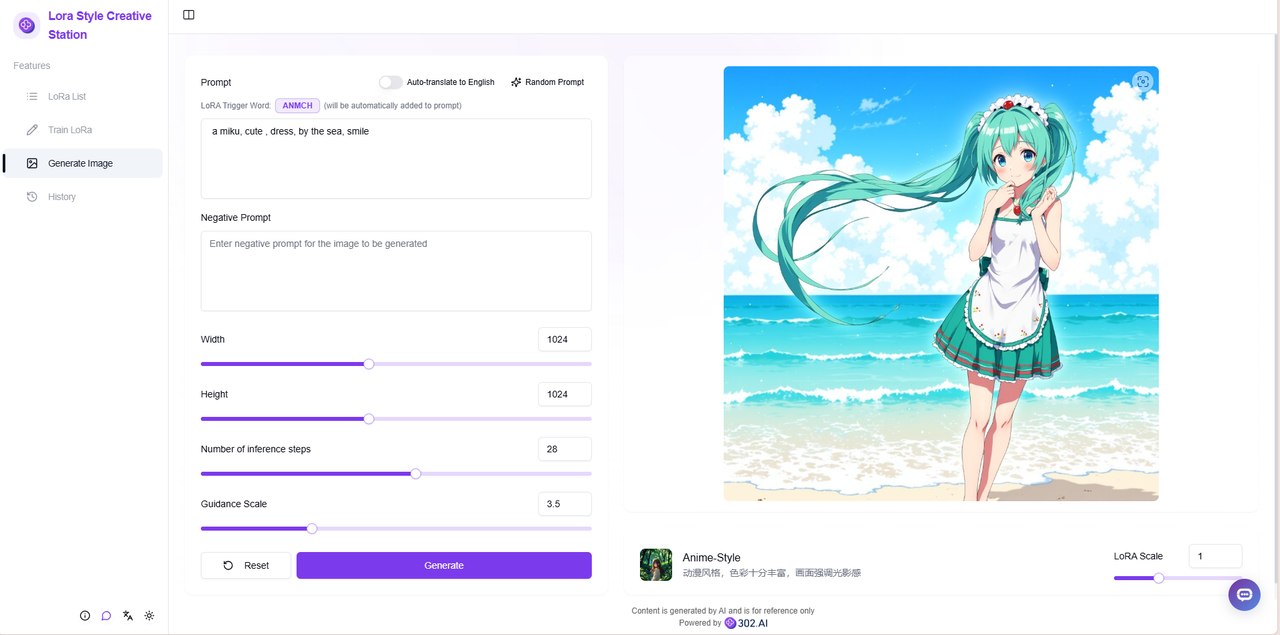 Lora Style Creative
Station
Features
LoRa List
Train LoRa
Generate Image
History
Prompt
Auto-translate to English
Random Prompt
LoRA Trigger Word: ANMCH (will be automatically added to prompt)
a miku, cute , dress, by the sea, smile
Negative Prompt
Enter negative prompt for the image to be generated
Width
1024
Height
1024
Number of inference steps
28
Guidance Scale
3.5
Reset
Generate
Anime-Style
动漫风格，色彩十分丰富，画面强调光影感
LoRA Scale
1
Content is generated by AI and is for reference only
Powered by 302.AI